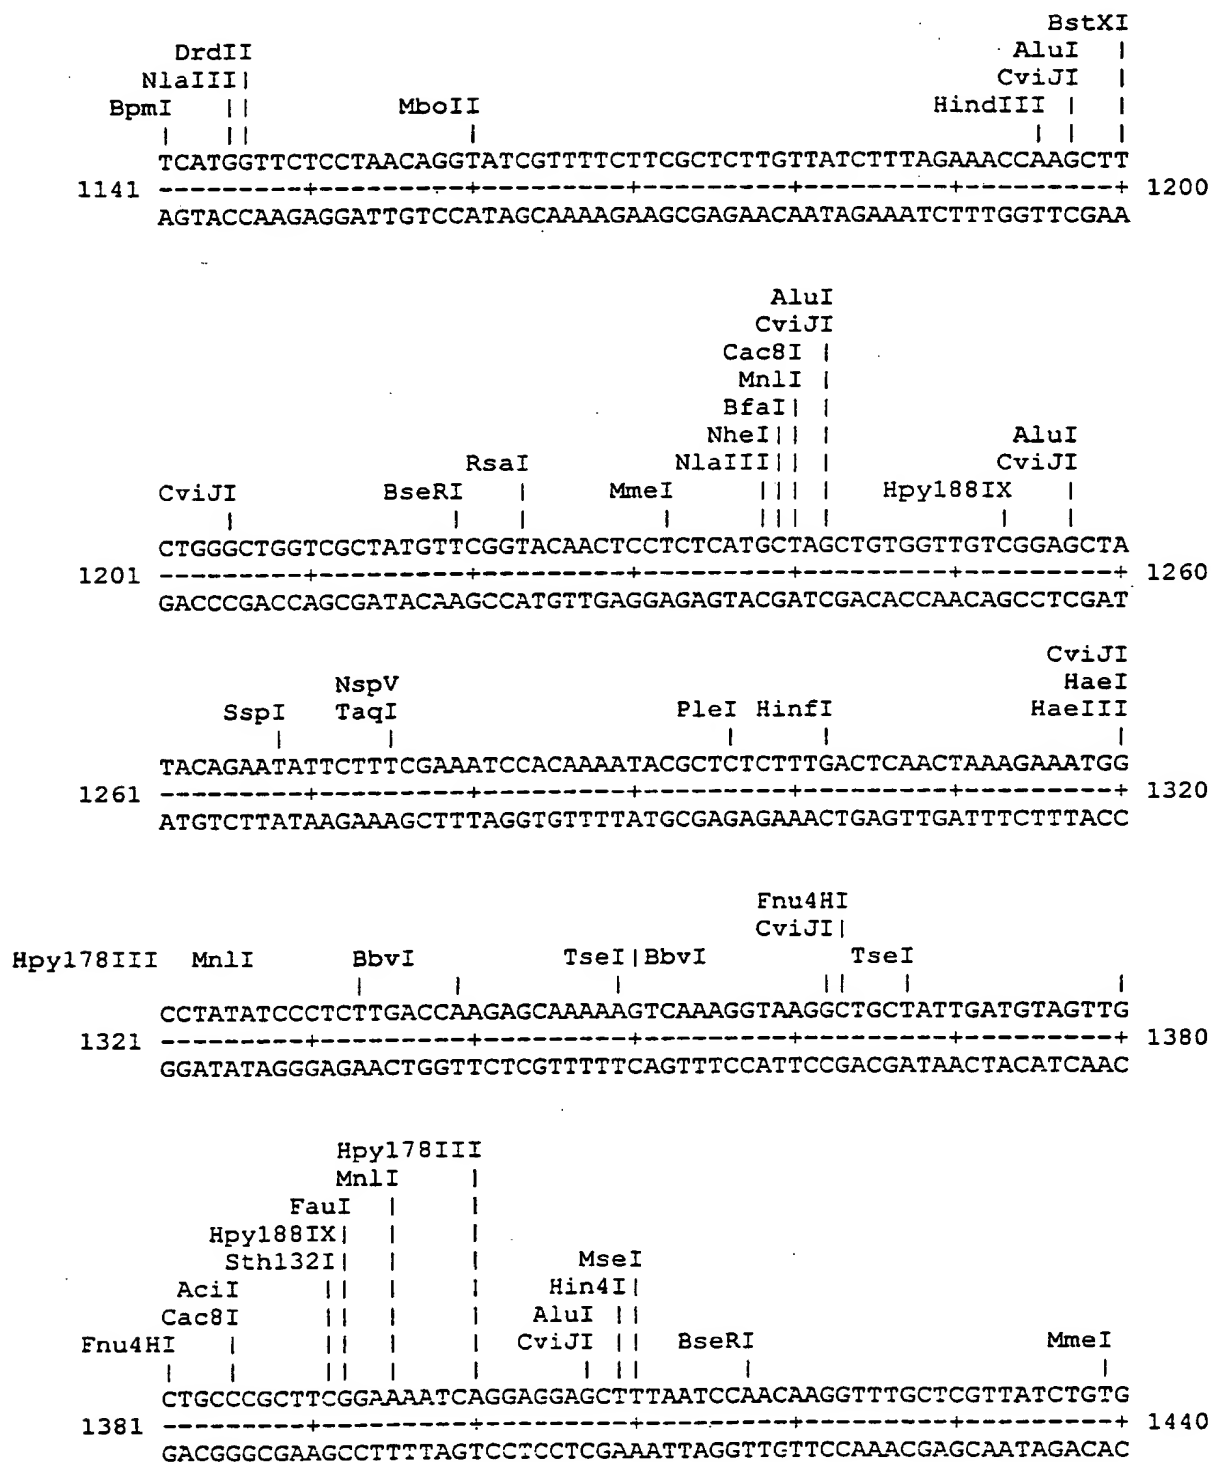 BstXI
DrdII AluI |
NlaIII| CviJI |
BpmI || MboII HindIII | |
| || | | | |
TCATGGTTCTCCTAACAGGTATCGTTTTCTTCGCTCTTGTTATCTTTAGAAACCAAGCTT
1141 ---------+---------+---------+---------+---------+---------+ 1200
AGTACCAAGAGGATTGTCCATAGCAAAAGAAGCGAGAACAATAGAAATCTTTGGTTCGAA
AluI
CviJI
Cac8I |
MnlI |
BfaI| |
NheI|| | AluI
RsaI NlaIII|| | CviJI
CviJI BseRI | MmeI ||| | Hpy188IX |
| | | | ||| | | |
CTGGGCTGGTCGCTATGTTCGGTACAACTCCTCTCATGCTAGCTGTGGTTGTCGGAGCTA
1201 ---------+---------+---------+---------+---------+---------+ 1260
GACCCGACCAGCGATACAAGCCATGTTGAGGAGAGTACGATCGACACCAACAGCCTCGAT
CviJI
NspV HaeI
SspI TaqI PleI HinfI HaeIII
| | | | |
TACAGAATATTCTTTCGAAATCCACAAAATACGCTCTCTTTGACTCAACTAAAGAAATGG
1261 ---------+---------+---------+---------+---------+---------+ 1320
ATGTCTTATAAGAAAGCTTTAGGTGTTTTATGCGAGAGAAACTGAGTTGATTTCTTTACC
Fnu4HI
CviJI|
Hpy178III MnlI BbvI TseI|BbvI || TseI
| | | || | |
CCTATATCCCTCTTGACCAAGAGCAAAAAGTCAAAGGTAAGGCTGCTATTGATGTAGTTG
1321 ---------+---------+---------+---------+---------+---------+ 1380
GGATATAGGGAGAACTGGTTCTCGTTTTTCAGTTTCCATTCCGACGATAACTACATCAAC
Hpy178III
MnlI |
FauI | |
Hpy188IX| | |
Sth132I| | | MseI
AciI || | | Hin4I|
Cac8I || | | AluI ||
Fnu4HI | || | | CviJI || BseRI MmeI
| | || | | | || | |
CTGCCCGCTTCGGAAAATCAGGAGGAGCTTTAATCCAACAAGGTTTGCTCGTTATCTGTG
1381 ---------+---------+---------+---------+---------+---------+ 1440
GACGGGCGAAGCCTTTTAGTCCTCCTCGAAATTAGGTTGTTCCAAACGAGCAATAGACAC